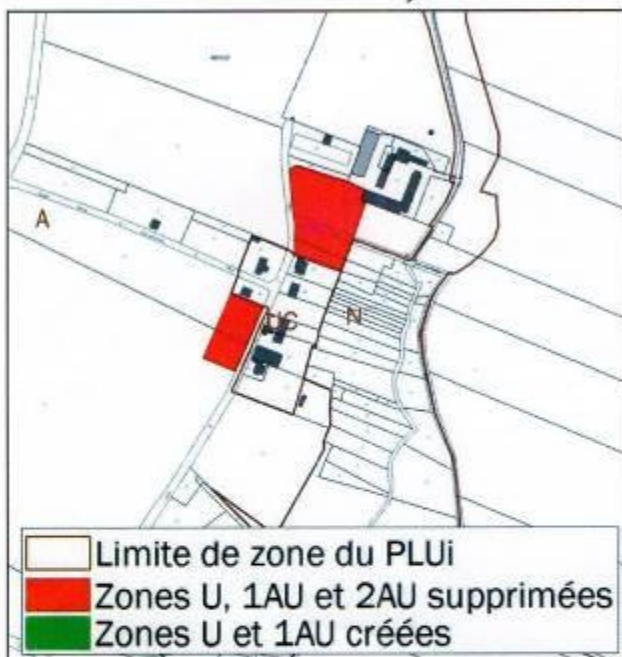 A
UC
N
Limite de zone du PLUi
Zones U, 1AU et 2AU supprimées
Zones U et 1AU créées